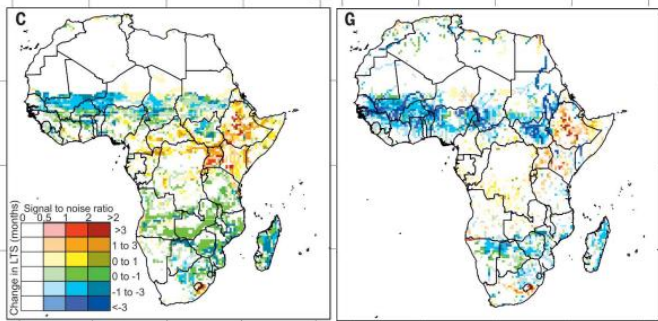 C
G
Signal to noise ratio
0 0.5 1 2 >2
Change in LTS (months)
>3
1 to 3
0 to 1
0 to -1
-1 to -3
<-3